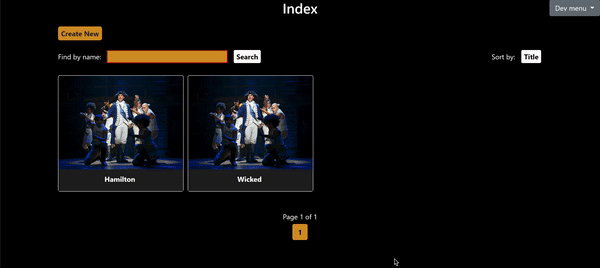 Index
Dev menu
Create New
Find by name:
Search
Sort by:
Title
Hamilton
Wicked
Page 1 of 1
1